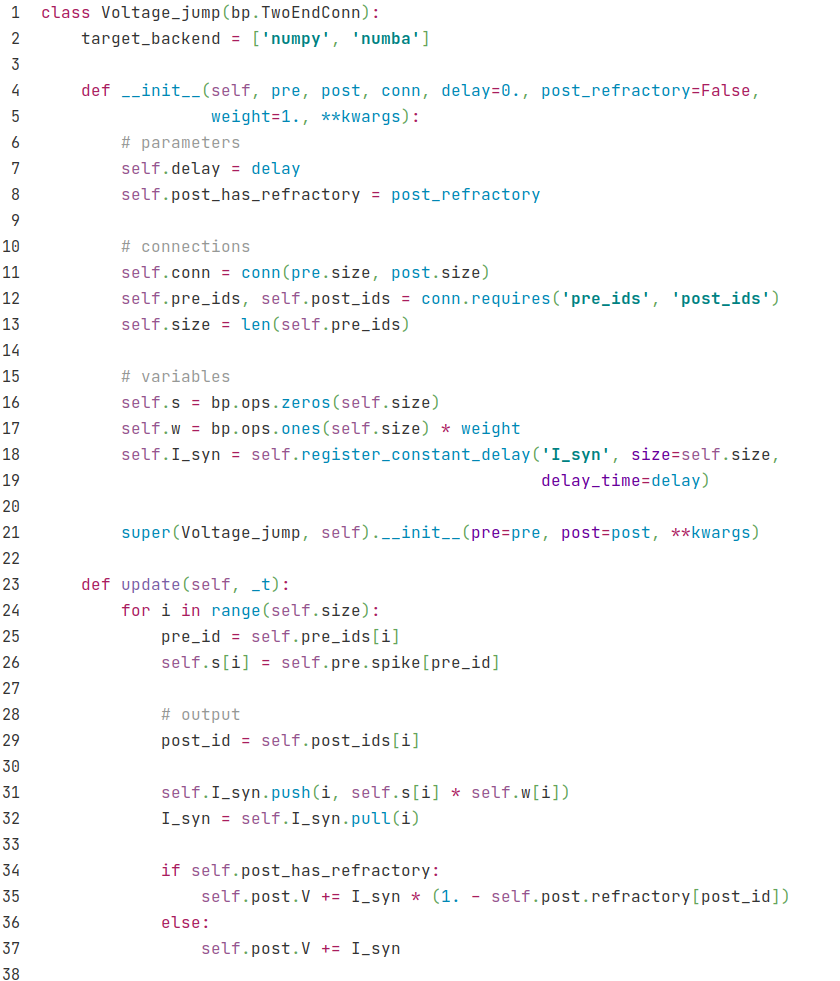 1 class Voltage_jump(bp.TwoEndConn):
2     target_backend = ['numpy', 'numba']
3
4     def __init__(self, pre, post, conn, delay=0., post_refractory=False,
5                  weight=1., **kwargs):
6         # parameters
7         self.delay = delay
8         self.post_has_refractory = post_refractory
9
10         # connections
11         self.conn = conn(pre.size, post.size)
12         self.pre_ids, self.post_ids = conn.requires('pre_ids', 'post_ids')
13         self.size = len(self.pre_ids)
14
15         # variables
16         self.s = bp.ops.zeros(self.size)
17         self.w = bp.ops.ones(self.size) * weight
18         self.I_syn = self.register_constant_delay('I_syn', size=self.size,
19                                                   delay_time=delay)
20
21         super(Voltage_jump, self).__init__(pre=pre, post=post, **kwargs)
22
23     def update(self, _t):
24         for i in range(self.size):
25             pre_id = self.pre_ids[i]
26             self.s[i] = self.pre.spike[pre_id]
27
28             # output
29             post_id = self.post_ids[i]
30
31             self.I_syn.push(i, self.s[i] * self.w[i])
32             I_syn = self.I_syn.pull(i)
33
34             if self.post_has_refractory:
35                 self.post.V += I_syn * (1. - self.post.refractory[post_id])
36             else:
37                 self.post.V += I_syn
38